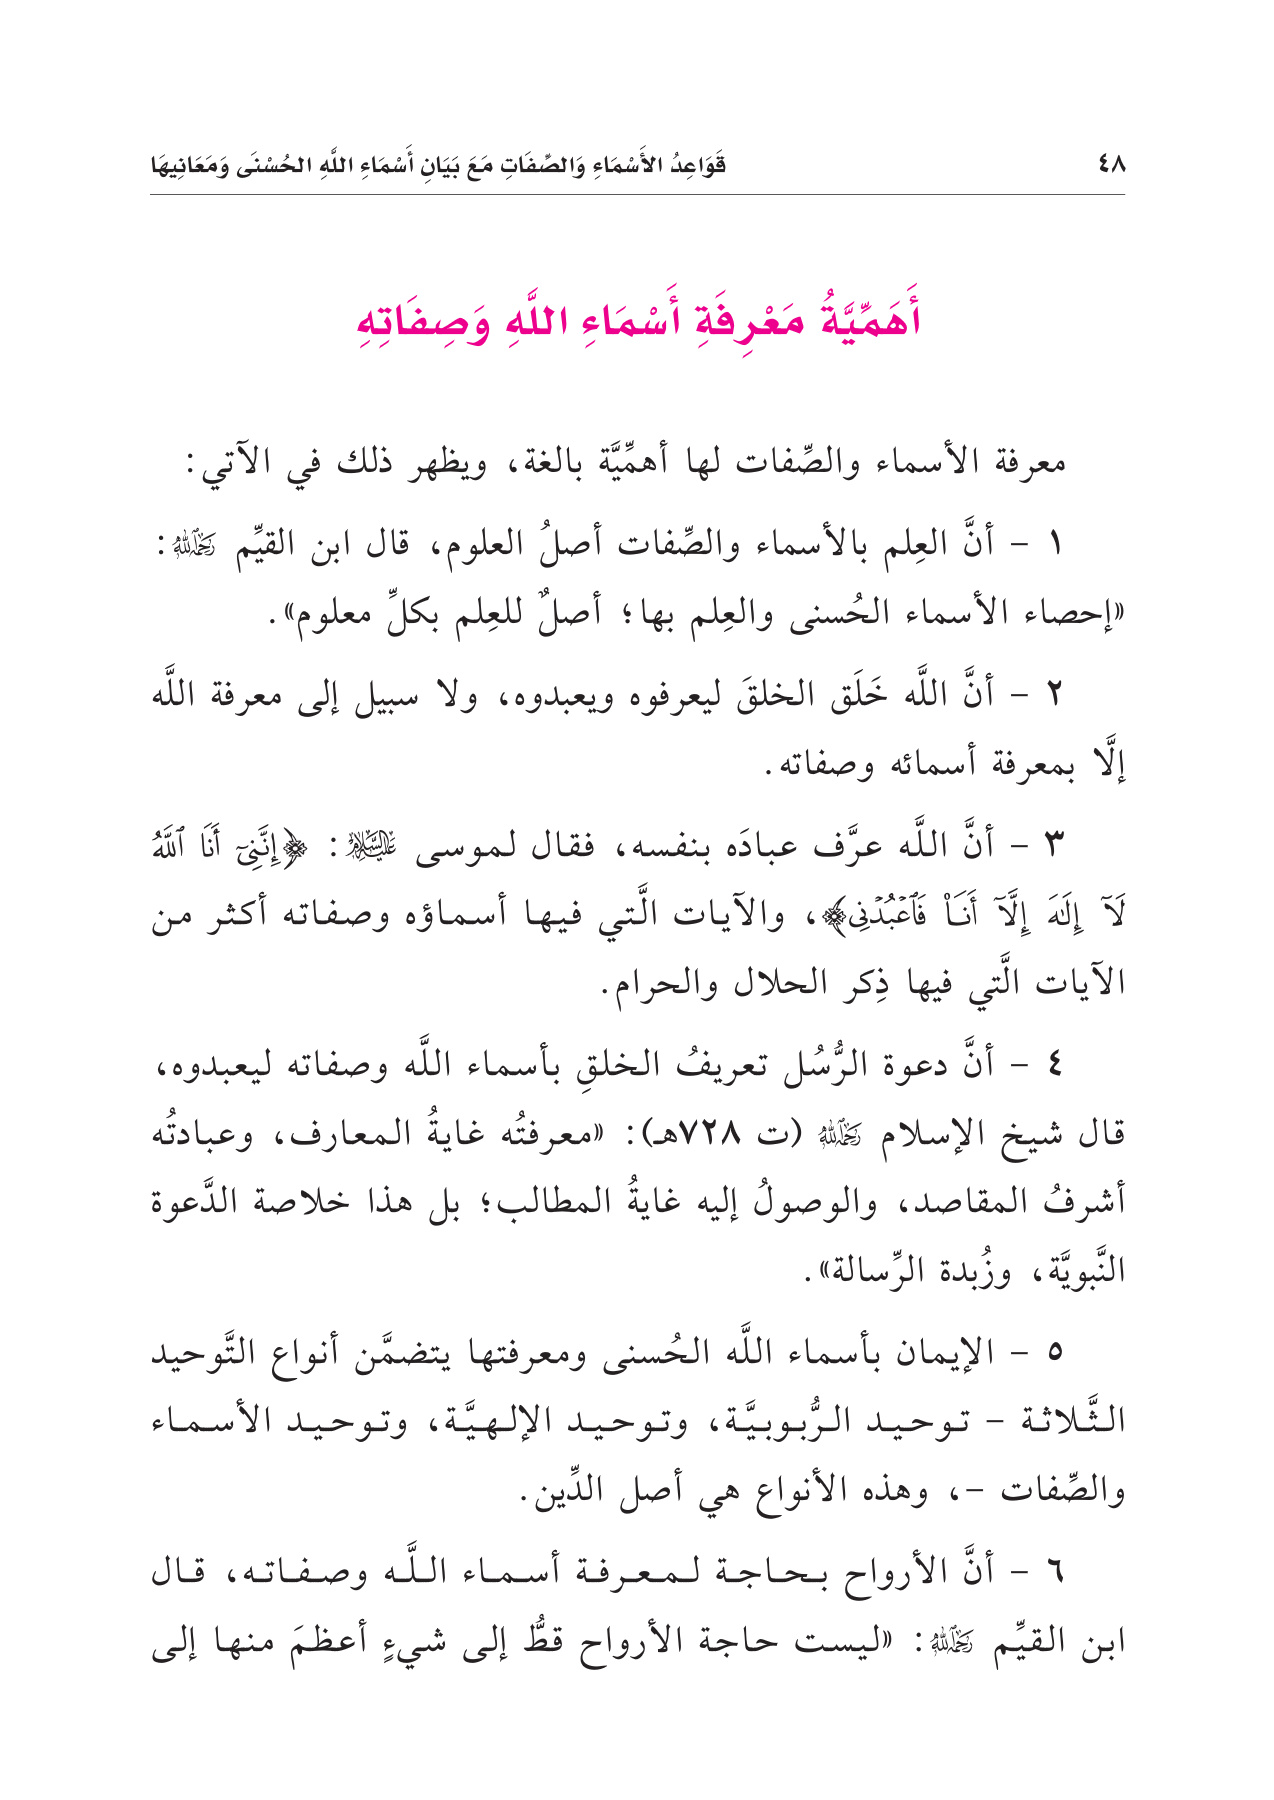 ٤٨ قَوَاعِدُ الأَسْمَاءِ وَالصِّفَاتِ مَعَ بَيَانِ أَسْمَاءِ اللَّهِ الحُسْنَى وَمَعَانِيهَا
أَهَمِّيَّةُ مَعْرِفَةِ أَسْمَاءِ اللَّهِ وَصِفَاتِهِ
معرفة الأسماء والصِّفات لها أهمِّيَّة بالغة، ويظهر ذلك في الآتي:
١ - أنَّ العِلم بالأسماء والصِّفات أصلُ العلوم، قال ابن القيِّم رحمه الله:
«إحصاء الأسماء الحُسنى والعِلم بها؛ أصلٌ للعِلم بكلِّ معلوم».
٢ - أنَّ اللَّه خَلَق الخلقَ ليعرفوه ويعبدوه، ولا سبيل إلى معرفة اللَّه
إلَّا بمعرفة أسمائه وصفاته.
٣ - أنَّ اللَّه عرَّف عبادَه بنفسه، فقال لموسى عليه السلام: ﴿إِنَّنِيٓ أَنَا ٱللَّهُ
لَآ إِلَٰهَ إِلَّآ أَنَا۠ فَٱعۡبُدۡنِي﴾، والآيات الَّتي فيها أسماؤه وصفاته أكثر من
الآيات الَّتي فيها ذِكر الحلال والحرام.
٤ - أنَّ دعوة الرُّسُل تعريفُ الخلقِ بأسماء اللَّه وصفاته ليعبدوه،
قال شيخ الإسلام رحمه الله (ت ٧٢٨هـ): «معرفتُه غايةُ المعارف، وعبادتُه
أشرفُ المقاصد، والوصولُ إليه غايةُ المطالب؛ بل هذا خلاصة الدَّعوة
النَّبويَّة، وزُبدة الرِّسالة».
٥ - الإيمان بأسماء اللَّه الحُسنى ومعرفتها يتضمَّن أنواع التَّوحيد
الثَّلاثة - توحيد الرُّبوبيَّة، وتوحيد الإلهيَّة، وتوحيد الأسماء
والصِّفات -، وهذه الأنواع هي أصل الدِّين.
٦ - أنَّ الأرواح بحاجة لمعرفة أسماء اللَّه وصفاته، قال
ابن القيِّم رحمه الله: «ليست حاجة الأرواح قطُّ إلى شيءٍ أعظمَ منها إلى